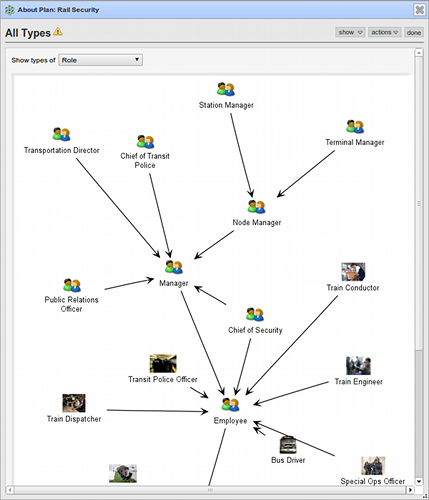 About Plan: Rail Security
All Types
show
actions
done
Show types of
Role
Station Manager
Transportation Director
Chief of Transit
Police
Terminal Manager
Node Manager
Manager
Public Relations
Officer
Train Conductor
Chief of Security
Transit Police Officer
Train Engineer
Train Dispatcher
Employee
Bus Driver
Special Ops Officer